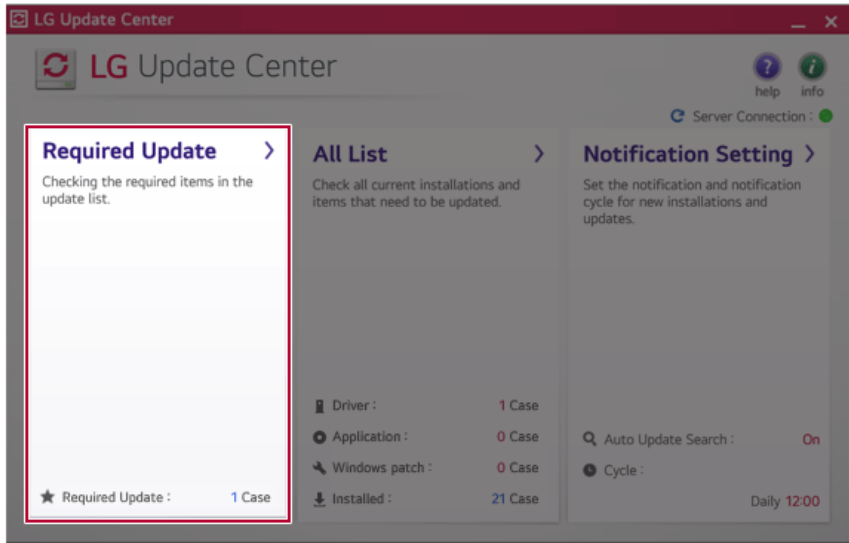 LG Update Center
LG Update Center
help
info
Server Connection :
Required Update
Checking the required items in the
update list.
Required Update : 1 Case
All List
Check all current installations and
items that need to be updated.
Driver : 1 Case
Application : 0 Case
Windows patch : 0 Case
Installed : 21 Case
Notification Setting
Set the notification and notification
cycle for new installations and
updates.
Auto Update Search : On
Cycle :
Daily 12:00